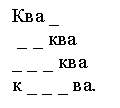 Ква _
_ _ ква
_ _ _ ква
к _ _ _ ва.